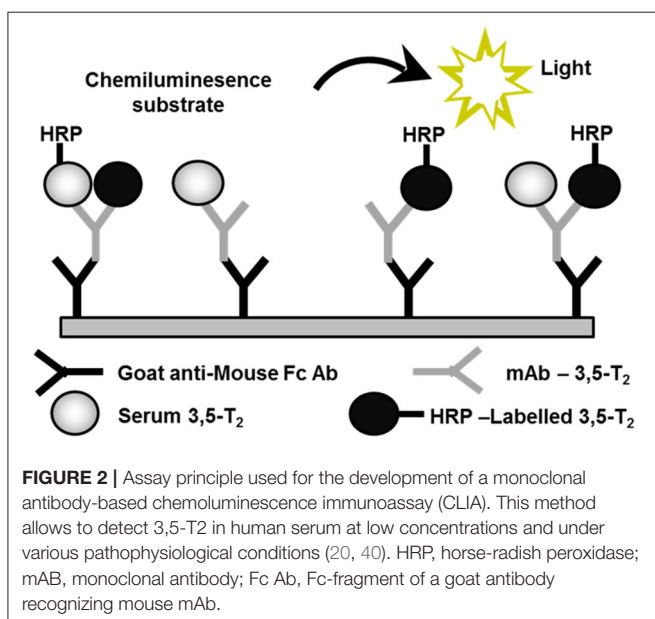 Chemiluminesence
substrate
Light
HRP
HRP
HRP
Goat anti-Mouse Fc Ab
mAb – 3,5-T₂
Serum 3,5-T₂
HRP –Labelled 3,5-T₂
FIGURE 2 | Assay principle used for the development of a monoclonal
antibody-based chemoluminescence immunoassay (CLIA). This method
allows to detect 3,5-T2 in human serum at low concentrations and under
various pathophysiological conditions (20, 40). HRP, horse-radish peroxidase;
mAB, monoclonal antibody; Fc Ab, Fc-fragment of a goat antibody
recognizing mouse mAb.